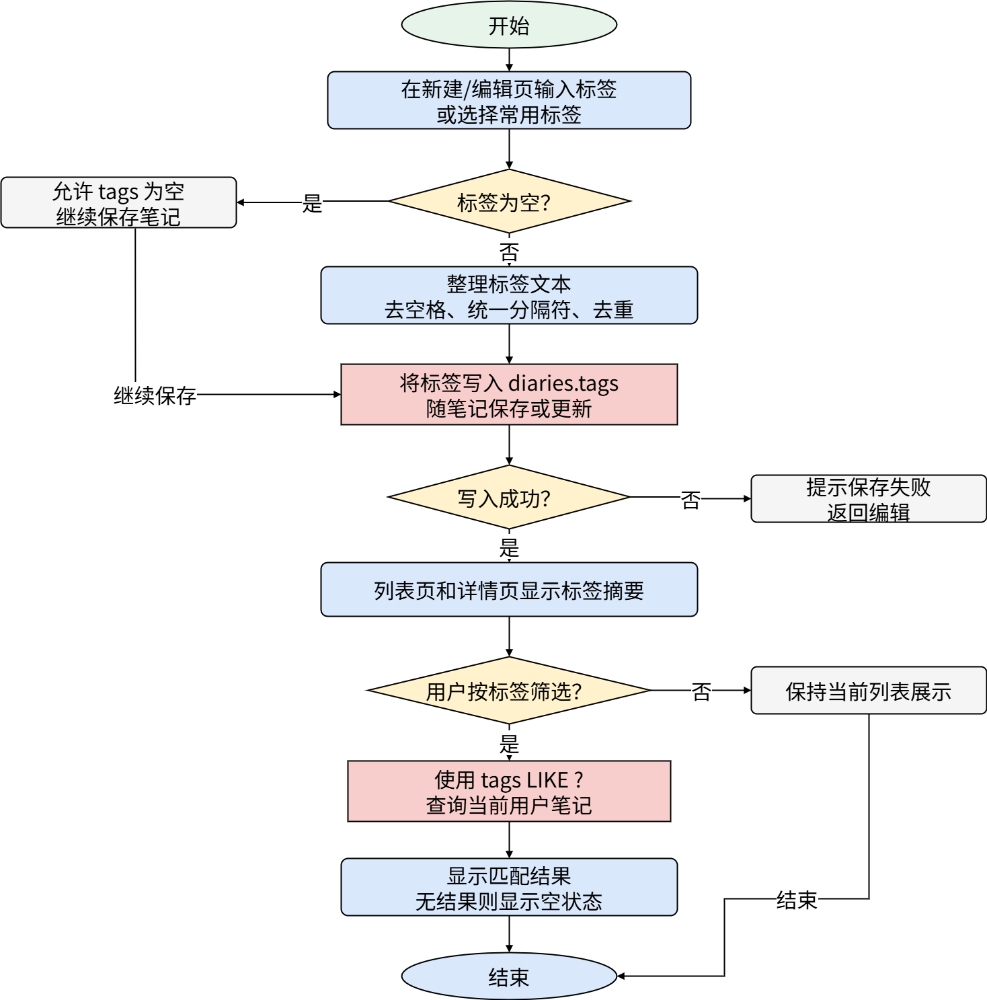 开始
在新建/编辑页输入标签
或选择常用标签
标签为空?
是
允许 tags 为空
继续保存笔记
否
整理标签文本
去空格、统一分隔符、去重
继续保存
将标签写入 diaries.tags
随笔记保存或更新
写入成功?
否
提示保存失败
返回编辑
是
列表页和详情页显示标签摘要
用户按标签筛选?
否
保持当前列表展示
是
使用 tags LIKE ?
查询当前用户笔记
显示匹配结果
无结果则显示空状态
结束
结束